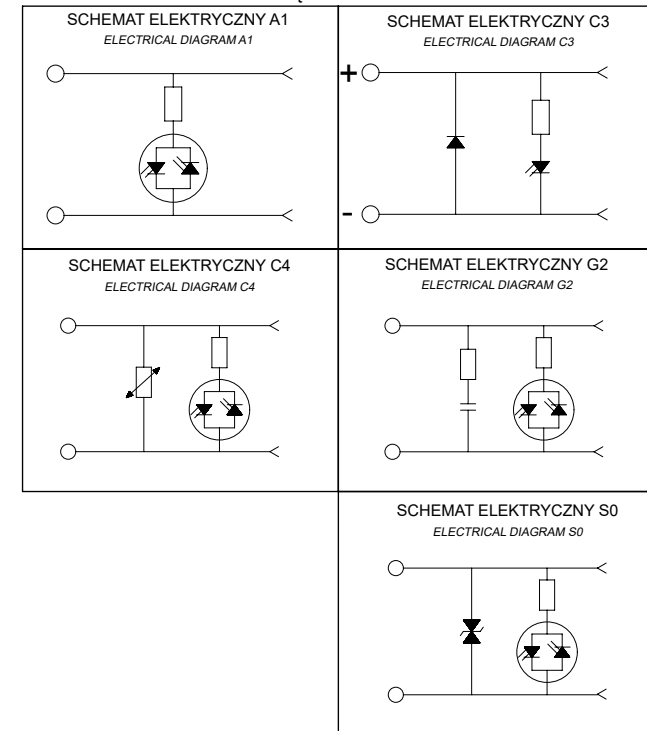 SCHEMAT ELEKTRYCZNY A1
ELECTRICAL DIAGRAM A1
SCHEMAT ELEKTRYCZNY C3
ELECTRICAL DIAGRAM C3
+
-
SCHEMAT ELEKTRYCZNY C4
ELECTRICAL DIAGRAM C4
SCHEMAT ELEKTRYCZNY G2
ELECTRICAL DIAGRAM G2
SCHEMAT ELEKTRYCZNY S0
ELECTRICAL DIAGRAM S0